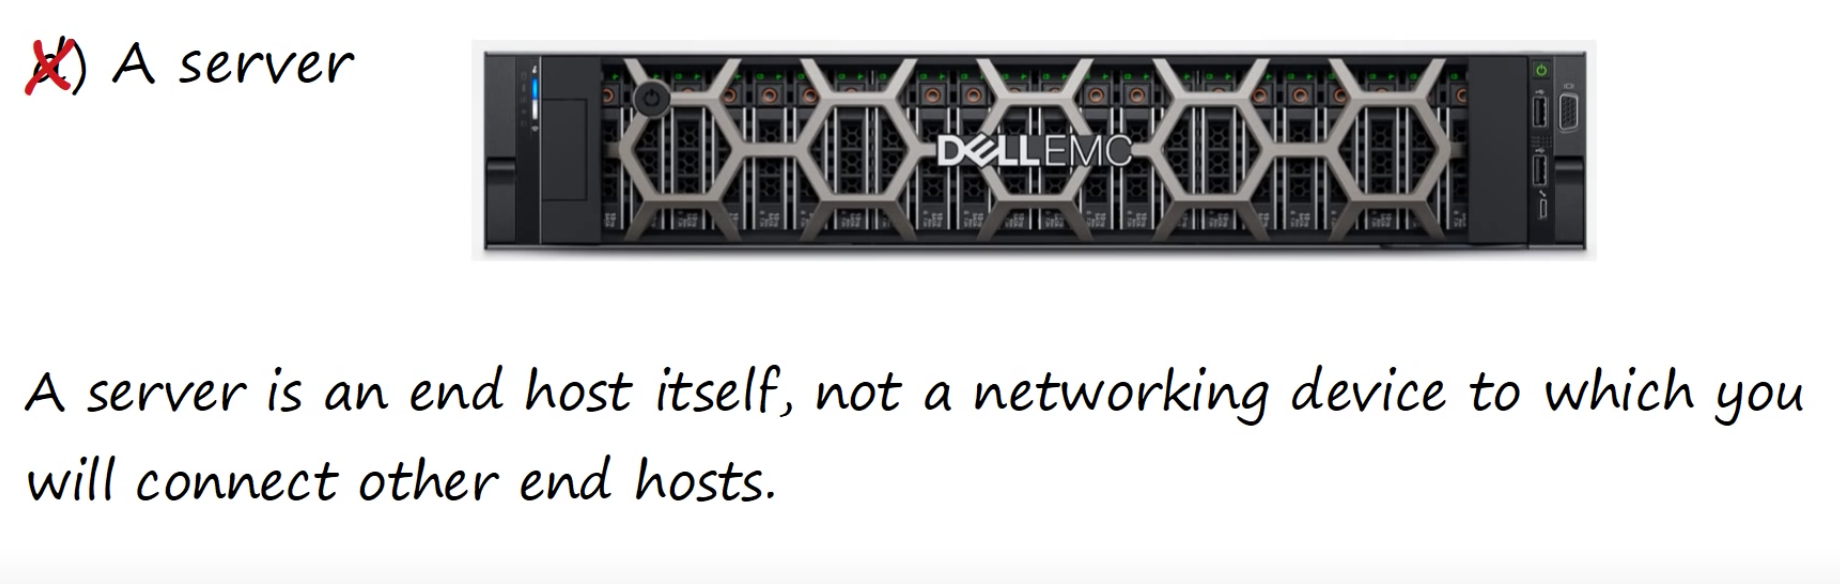 d) A server
DELLEMC
A server is an end host itself, not a networking device to which you
will connect other end hosts.